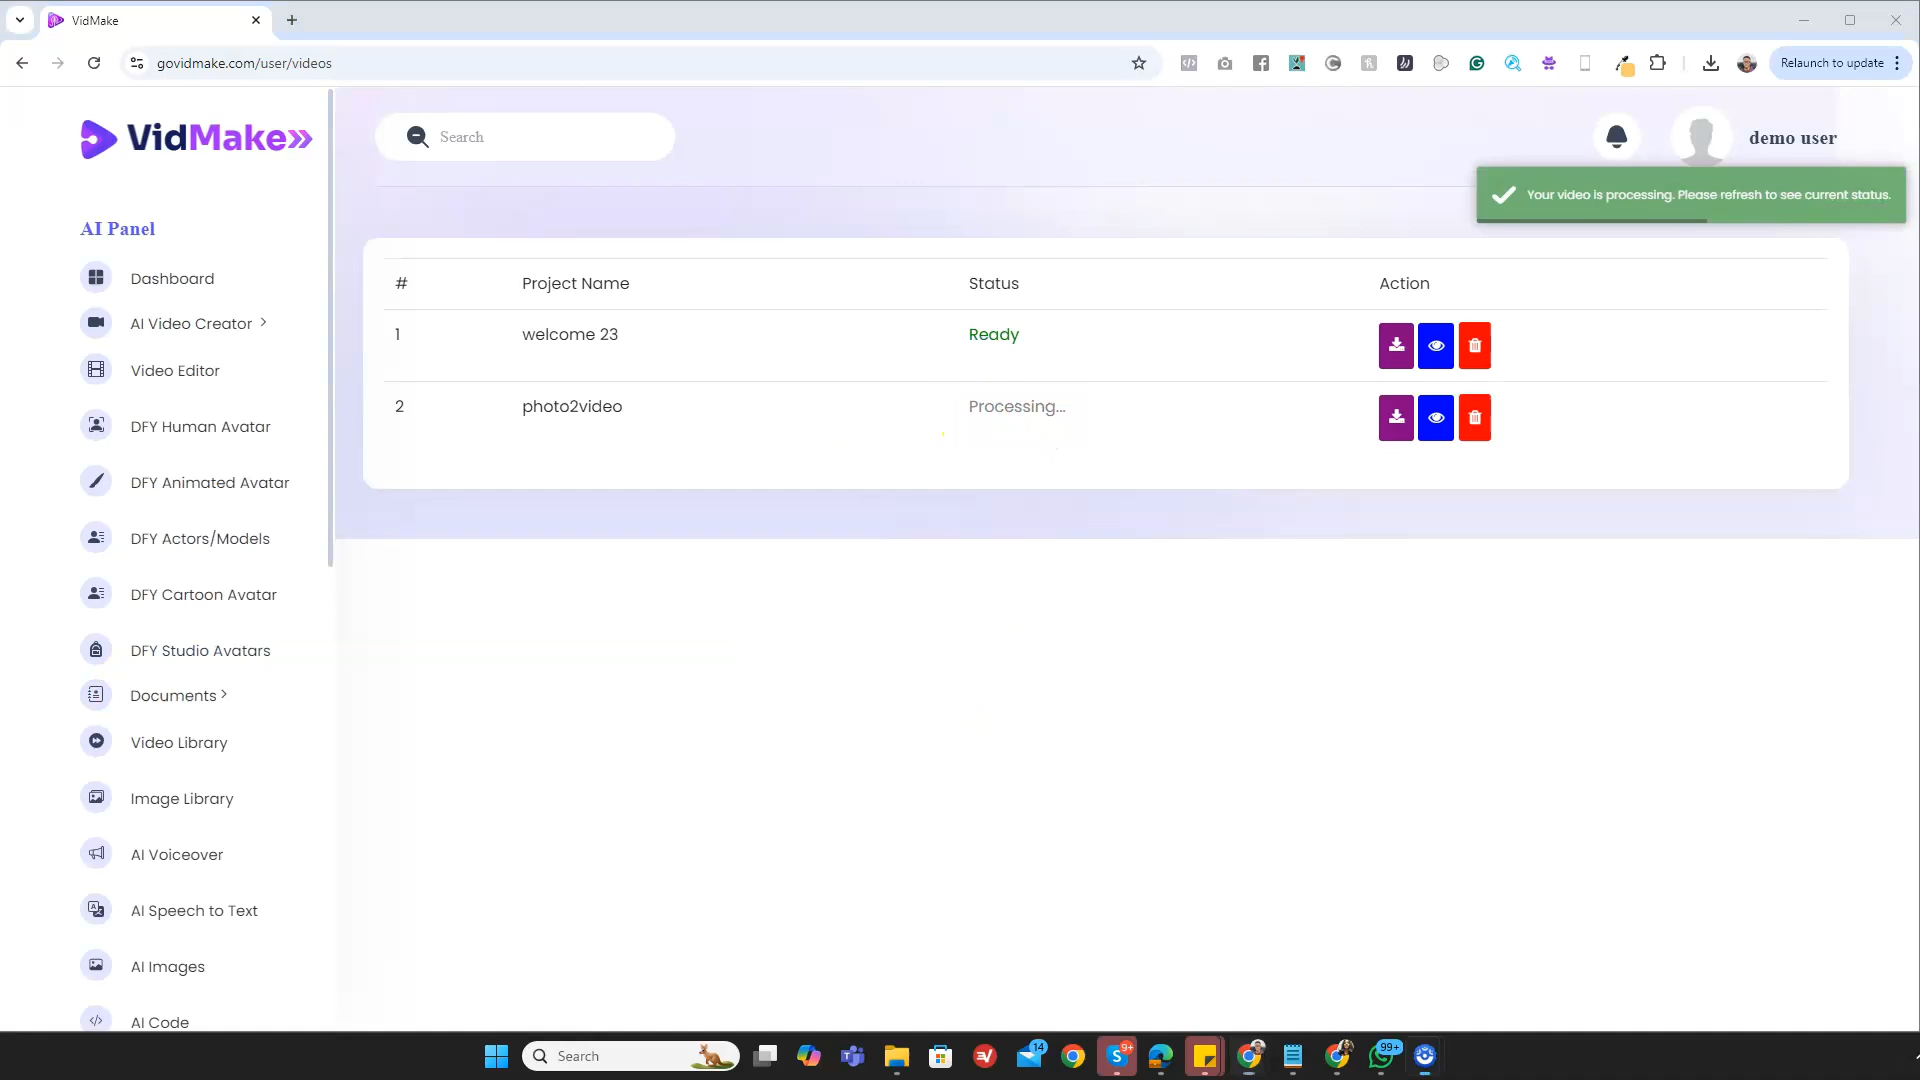 VidMake
govidmake.com/user/videos
Relaunch to update
VidMake
Search
demo user
Your video is processing. Please refresh to see current status.
AI Panel
Dashboard
AI Video Creator
Video Editor
DFY Human Avatar
DFY Animated Avatar
DFY Actors/Models
DFY Cartoon Avatar
DFY Studio Avatars
Documents
Video Library
Image Library
AI Voiceover
AI Speech to Text
AI Images
AI Code
# Project Name Status Action
1 welcome 23 Ready
2 photo2video Processing...
Search
14
9+
99+